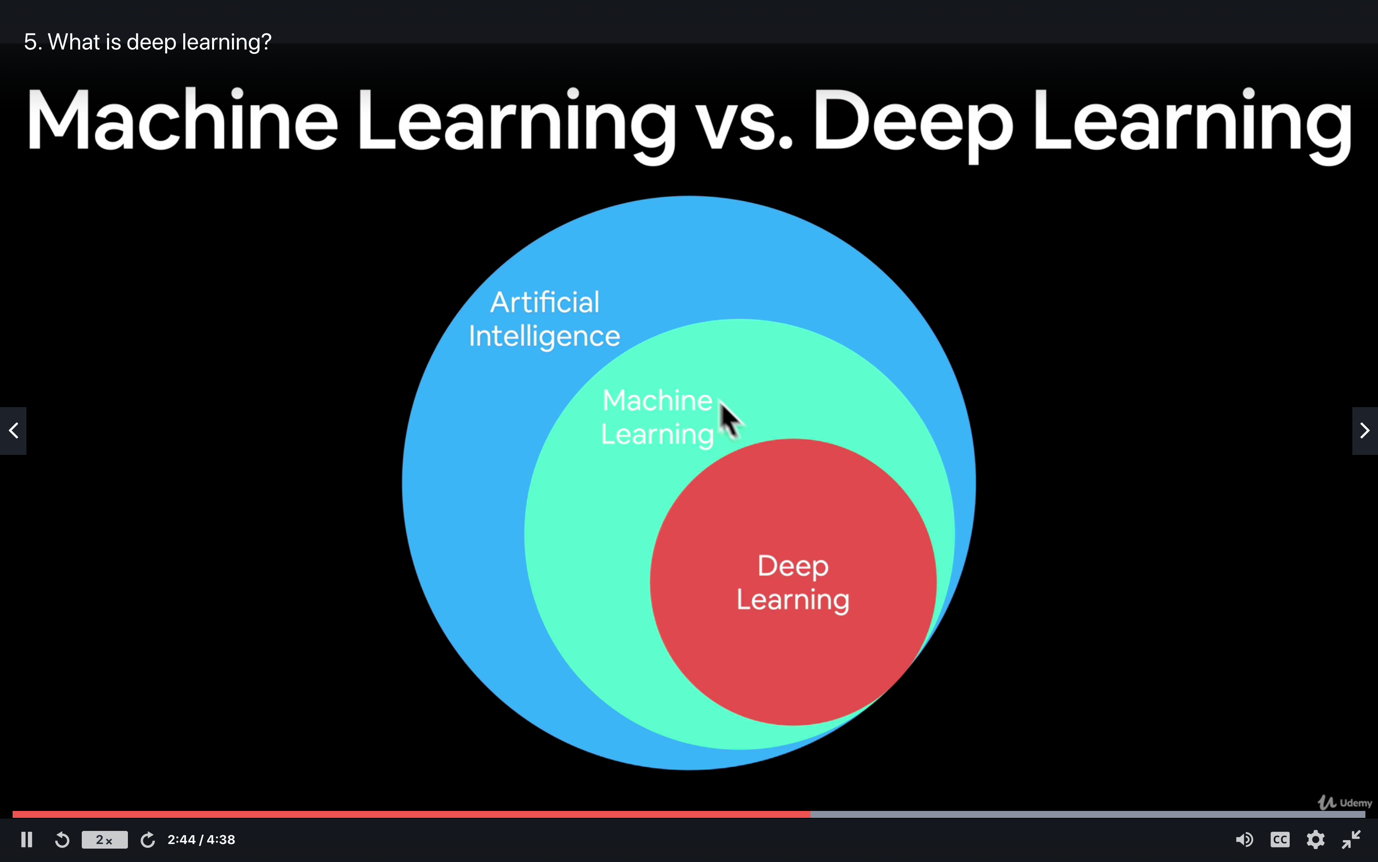 5. What is deep learning?
Machine Learning vs. Deep Learning
Artificial
Intelligence
Machine
Learning
Deep
Learning
Udemy
2x
2:44 / 4:38
CC